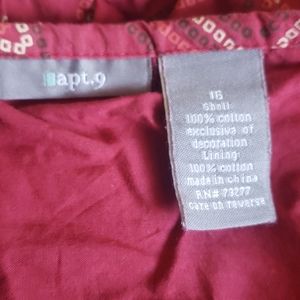 apt.9
16
Shell:
100% cotton
exclusive of
decoration
Lining:
100% cotton
made in china
RN# 73277
care on reverse